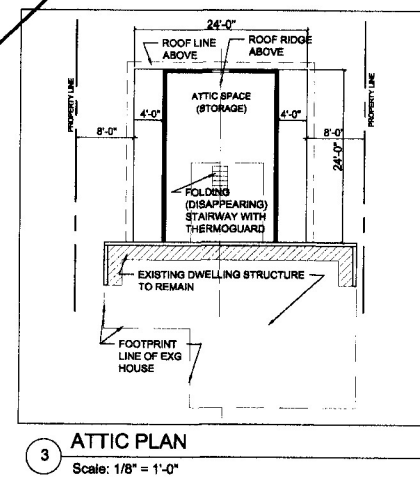 24'-0"
ROOF LINE
ABOVE
ROOF RIDGE
ABOVE
PROPERTY LINE
PROPERTY LINE
ATTIC SPACE
(STORAGE)
4'-0"
4'-0"
8'-0"
8'-0"
24'-0"
FOLDING
(DISAPPEARING)
STAIRWAY WITH
THERMOGUARD
EXISTING DWELLING STRUCTURE
TO REMAIN
FOOTPRINT
LINE OF EXG
HOUSE
3
ATTIC PLAN
Scale: 1/8" = 1'-0"